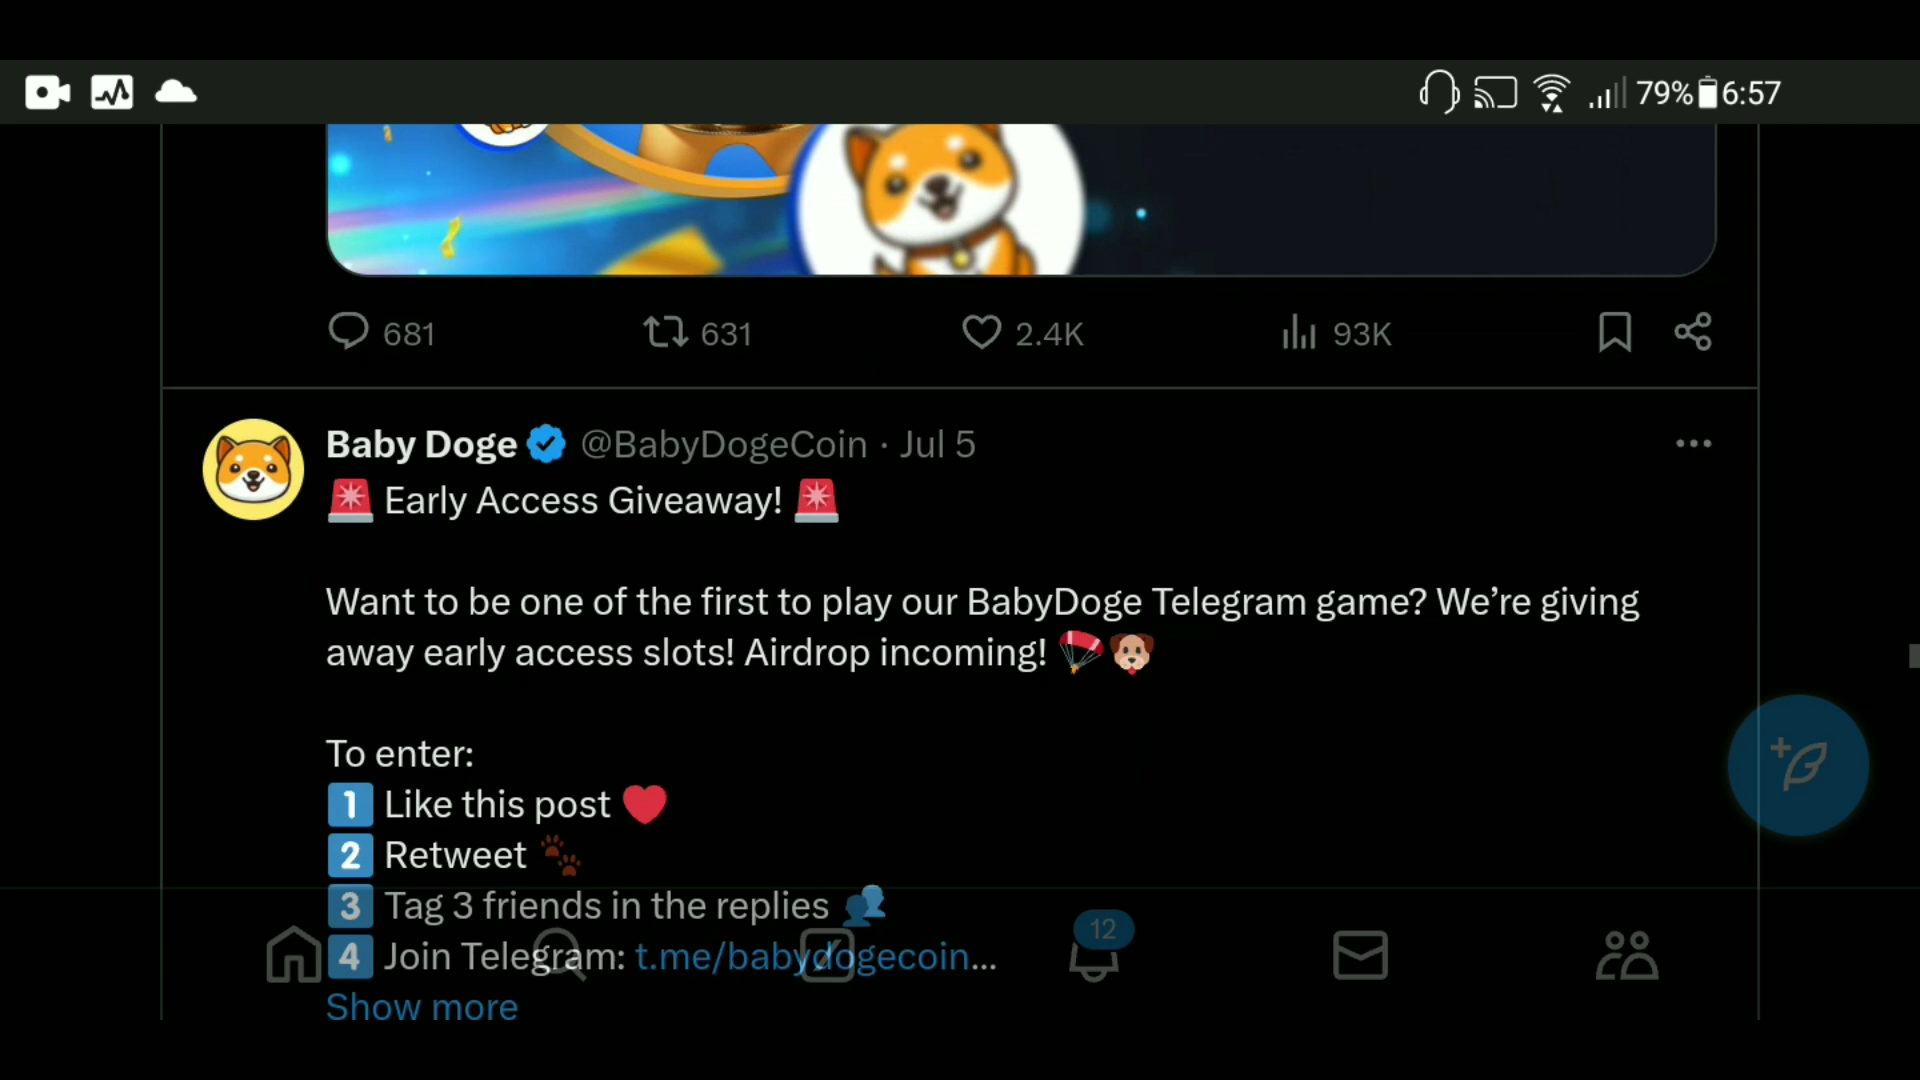 79% 6:57
681 631 2.4K 93K
Baby Doge @BabyDogeCoin · Jul 5
🚨 Early Access Giveaway! 🚨
Want to be one of the first to play our BabyDoge Telegram game? We’re giving
away early access slots! Airdrop incoming! 🪂🐶
To enter:
1️⃣ Like this post ❤️
2️⃣ Retweet 🐾
3️⃣ Tag 3 friends in the replies 👥
4️⃣ Join Telegram: t.me/babydogecoin...
12
Show more